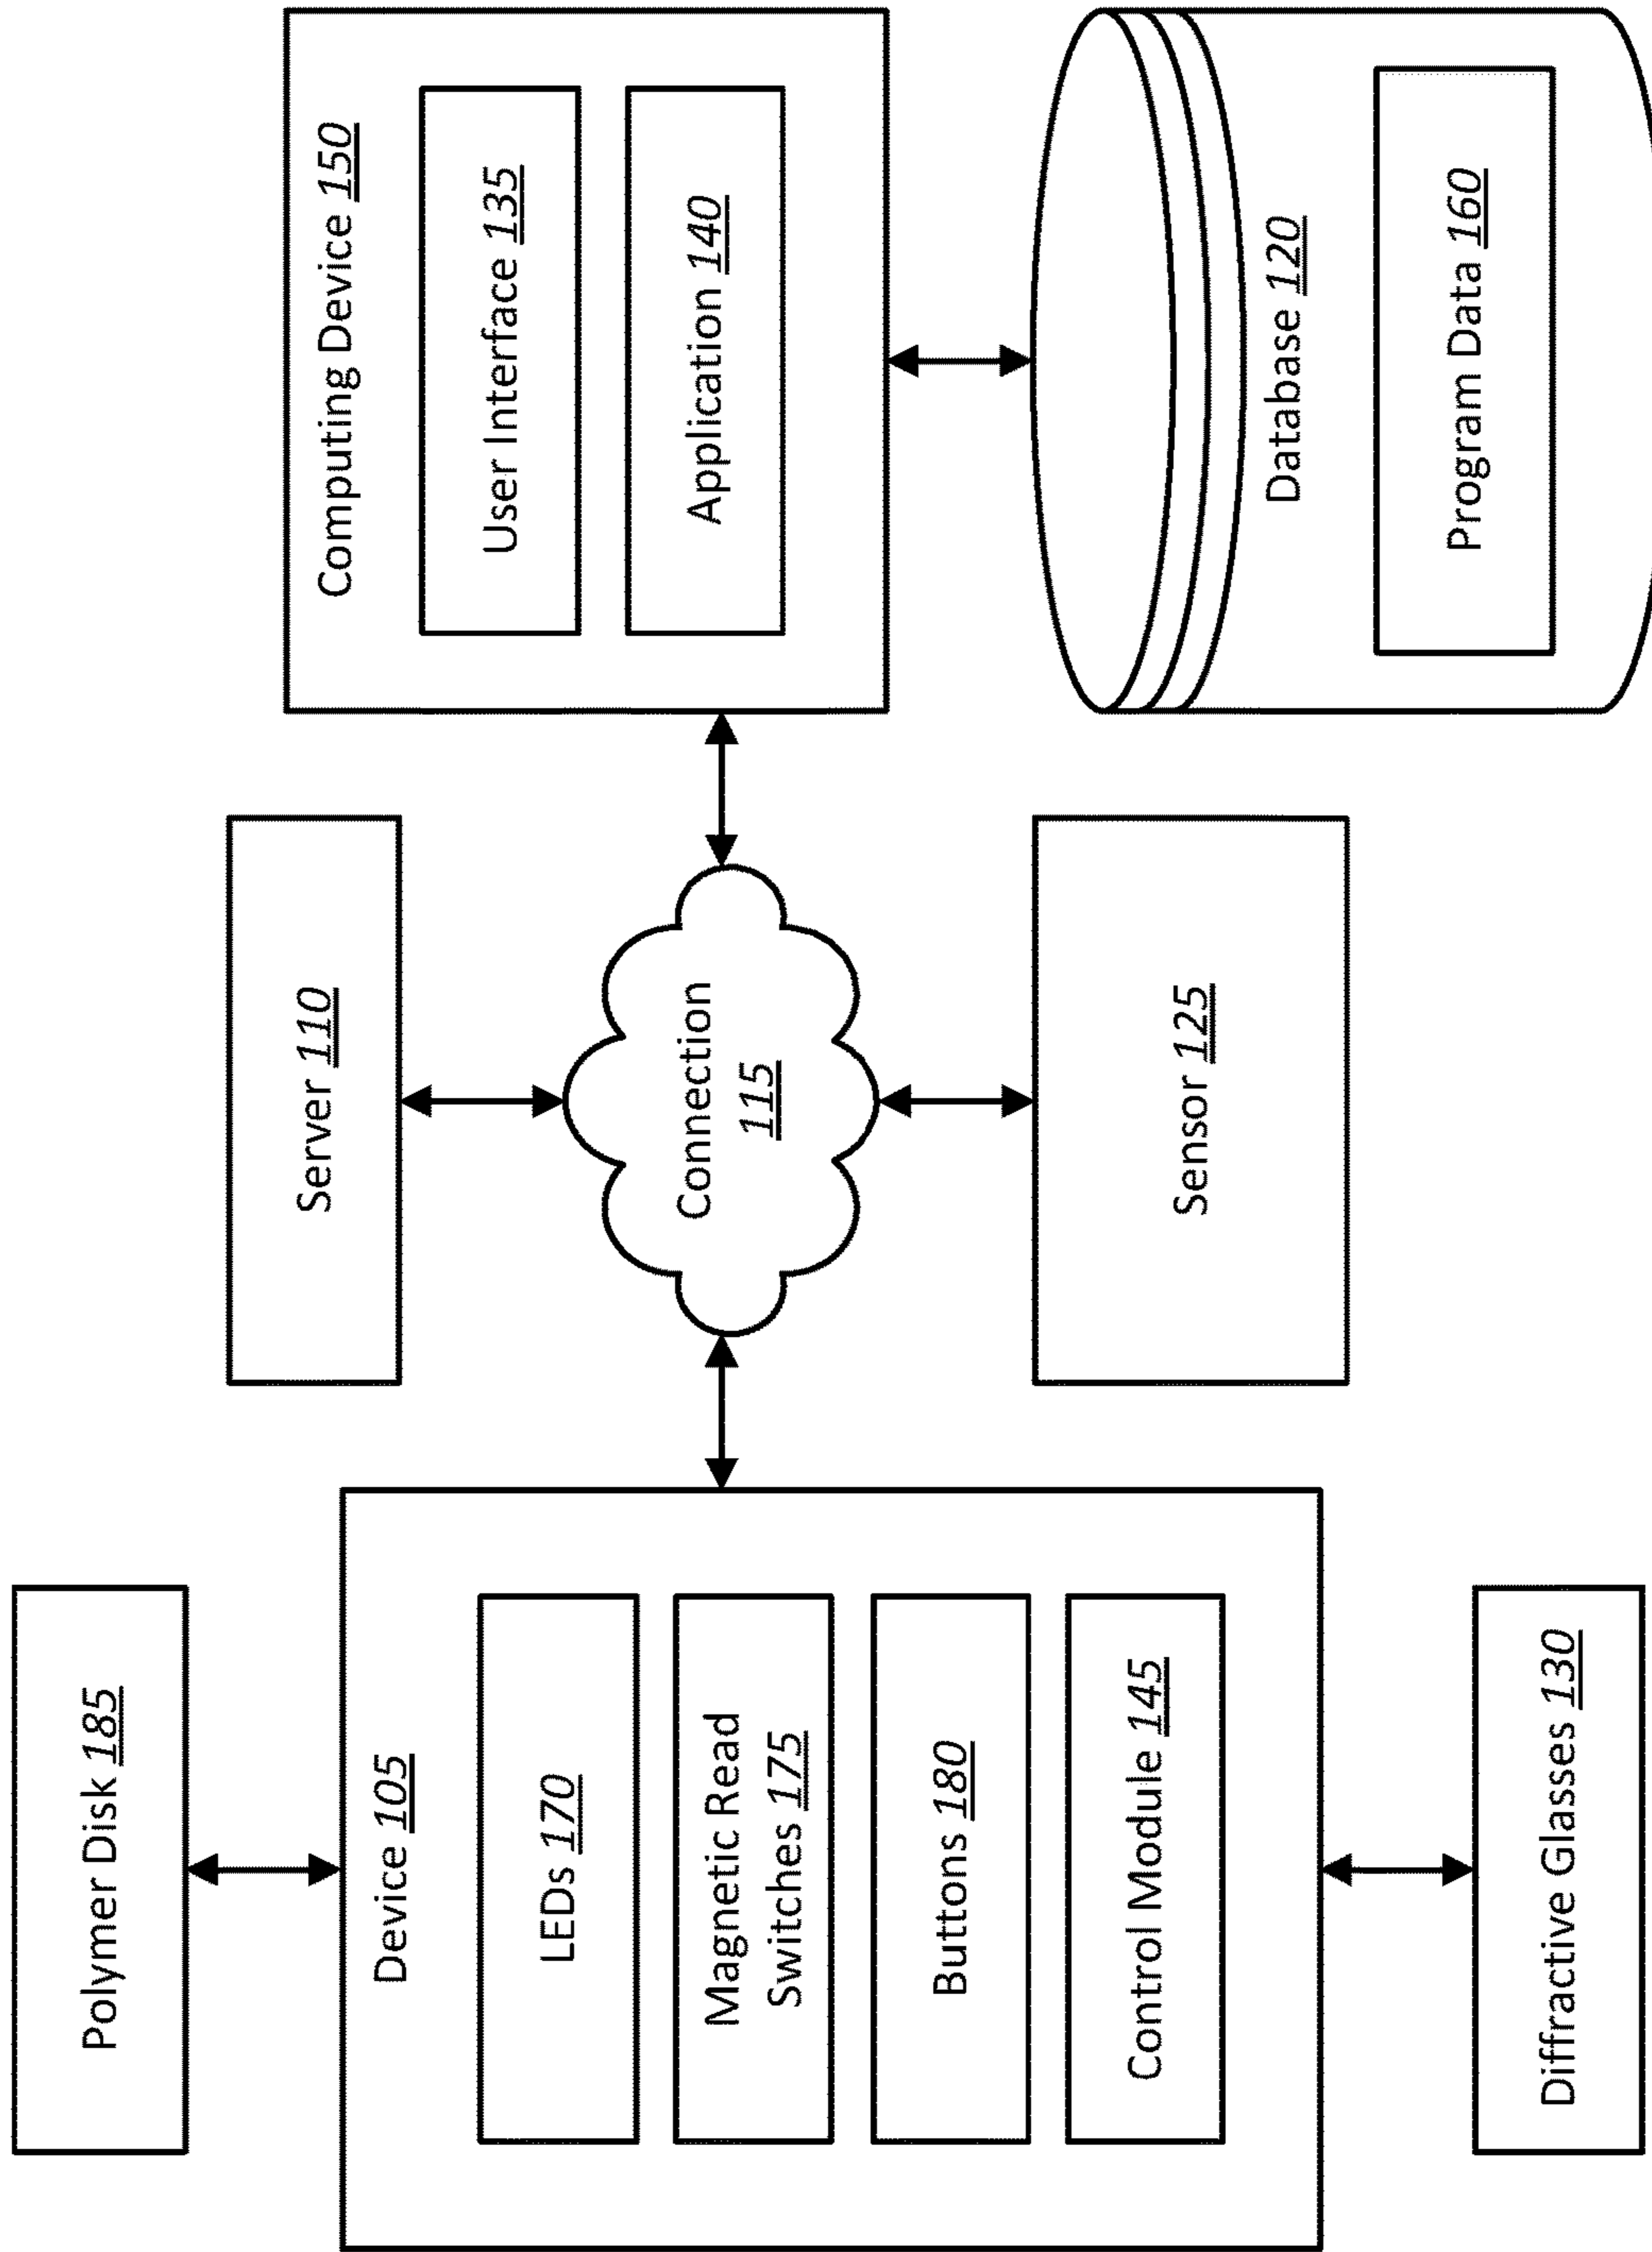 Polymer Disk 185
Device 105
LEDs 170
Magnetic Read
Switches 175
Buttons 180
Control Module 145
Diffractive Glasses 130
Server 110
Connection
115
Sensor 125
Computing Device 150
User Interface 135
Application 140
Database 120
Program Data 160